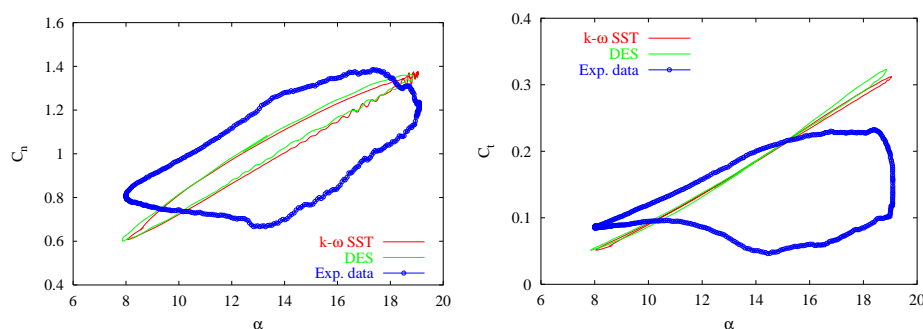 1.6
1.4
1.2
1
0.8
0.6
0.4
6 8 10 12 14 16 18 20
C_n
α
k-ω SST
DES
Exp. data
0.4
0.3
0.2
0.1
0
6 8 10 12 14 16 18 20
C_t
α
k-ω SST
DES
Exp. data